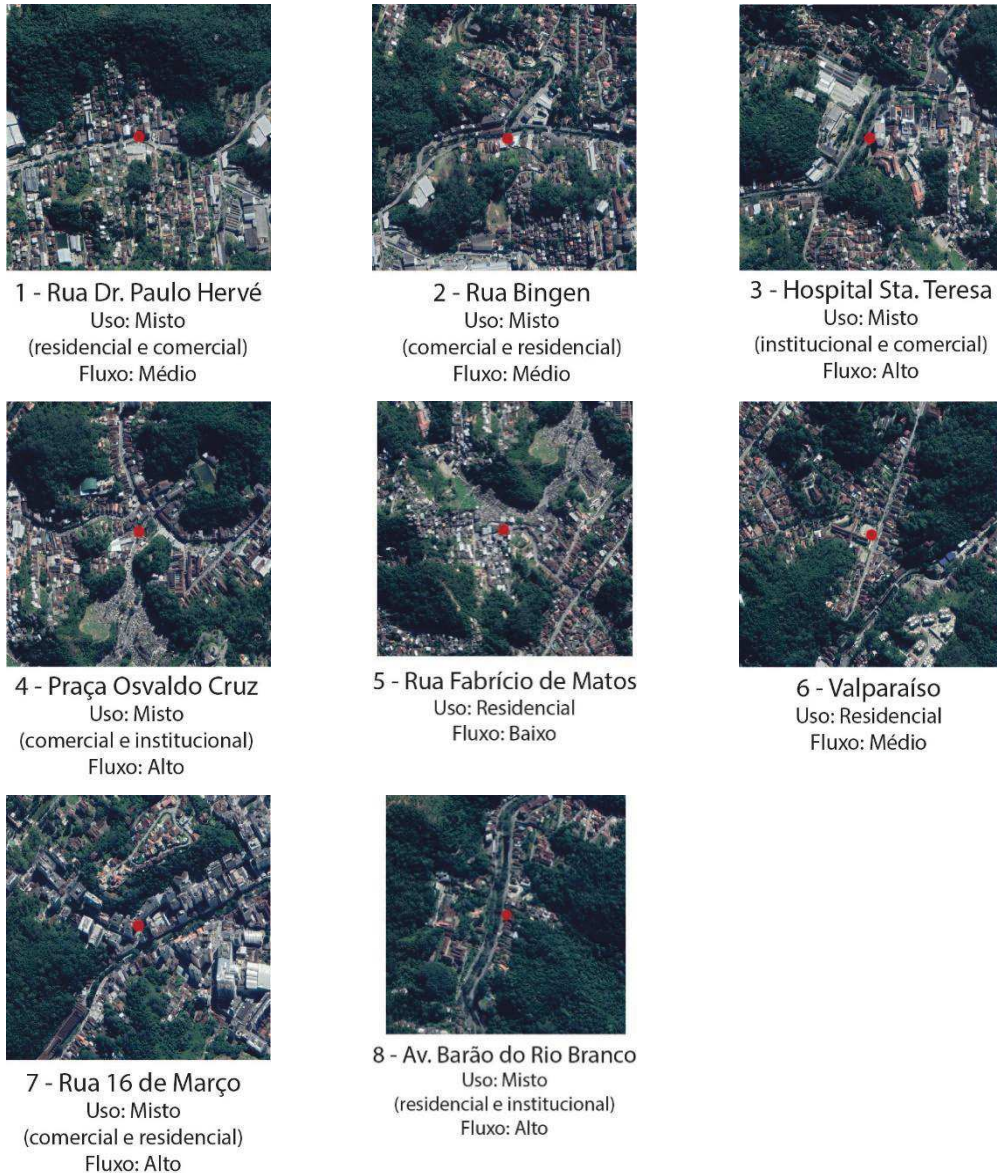 1 - Rua Dr. Paulo Hervé
Uso: Misto
(residencial e comercial)
Fluxo: Médio
2 - Rua Bingen
Uso: Misto
(comercial e residencial)
Fluxo: Médio
3 - Hospital Sta. Teresa
Uso: Misto
(institucional e comercial)
Fluxo: Alto
4 - Praça Osvaldo Cruz
Uso: Misto
(comercial e institucional)
Fluxo: Alto
5 - Rua Fabrício de Matos
Uso: Residencial
Fluxo: Baixo
6 - Valparaíso
Uso: Residencial
Fluxo: Médio
7 - Rua 16 de Março
Uso: Misto
(comercial e residencial)
Fluxo: Alto
8 - Av. Barão do Rio Branco
Uso: Misto
(residencial e institucional)
Fluxo: Alto